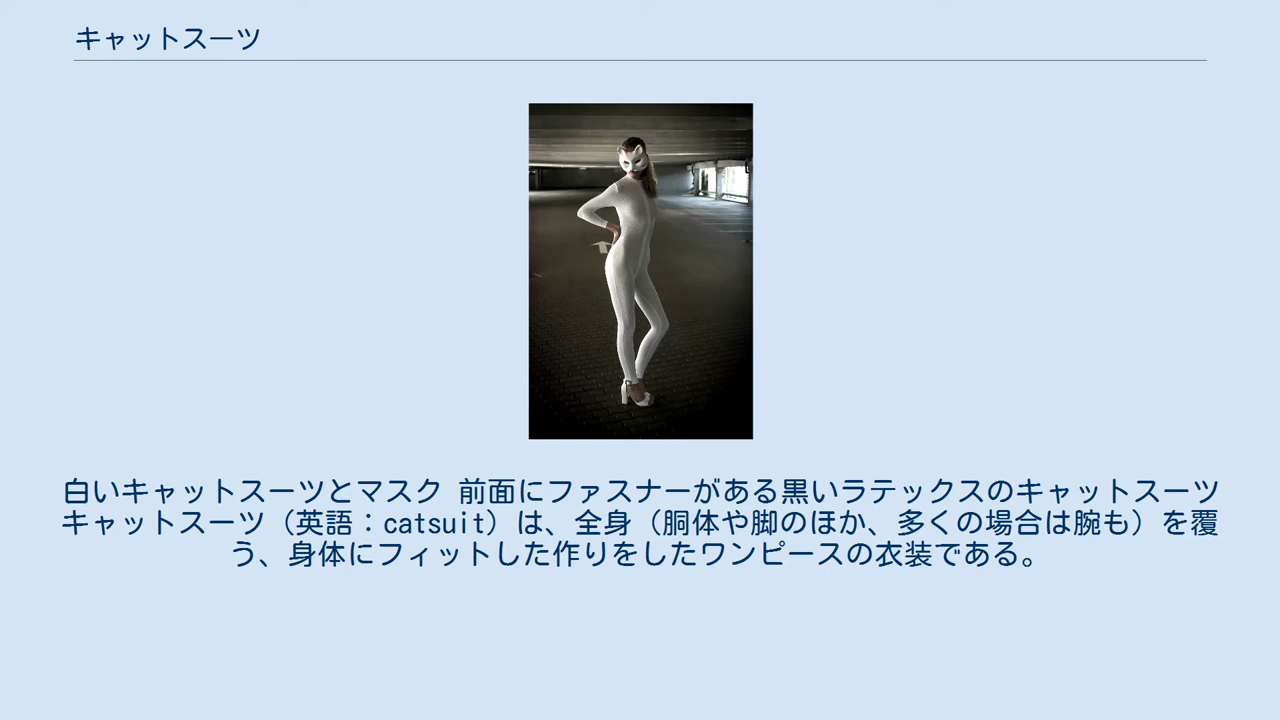 キャットスーツ
白いキャットスーツとマスク 前面にファスナーがある黒いラテックスのキャットスーツ
キャットスーツ（英語：catsuit）は、全身（胴体や脚のほか、多くの場合は腕も）を覆
う、身体にフィットした作りをしたワンピースの衣装である。